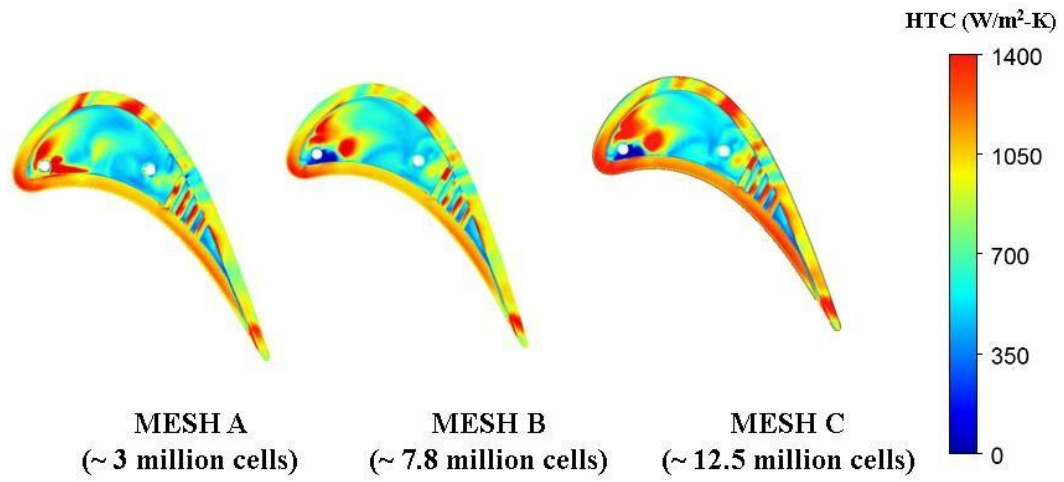 HTC (W/m²-K)
1400
1050
700
350
0
MESH A
(~ 3 million cells)
MESH B
(~ 7.8 million cells)
MESH C
(~ 12.5 million cells)